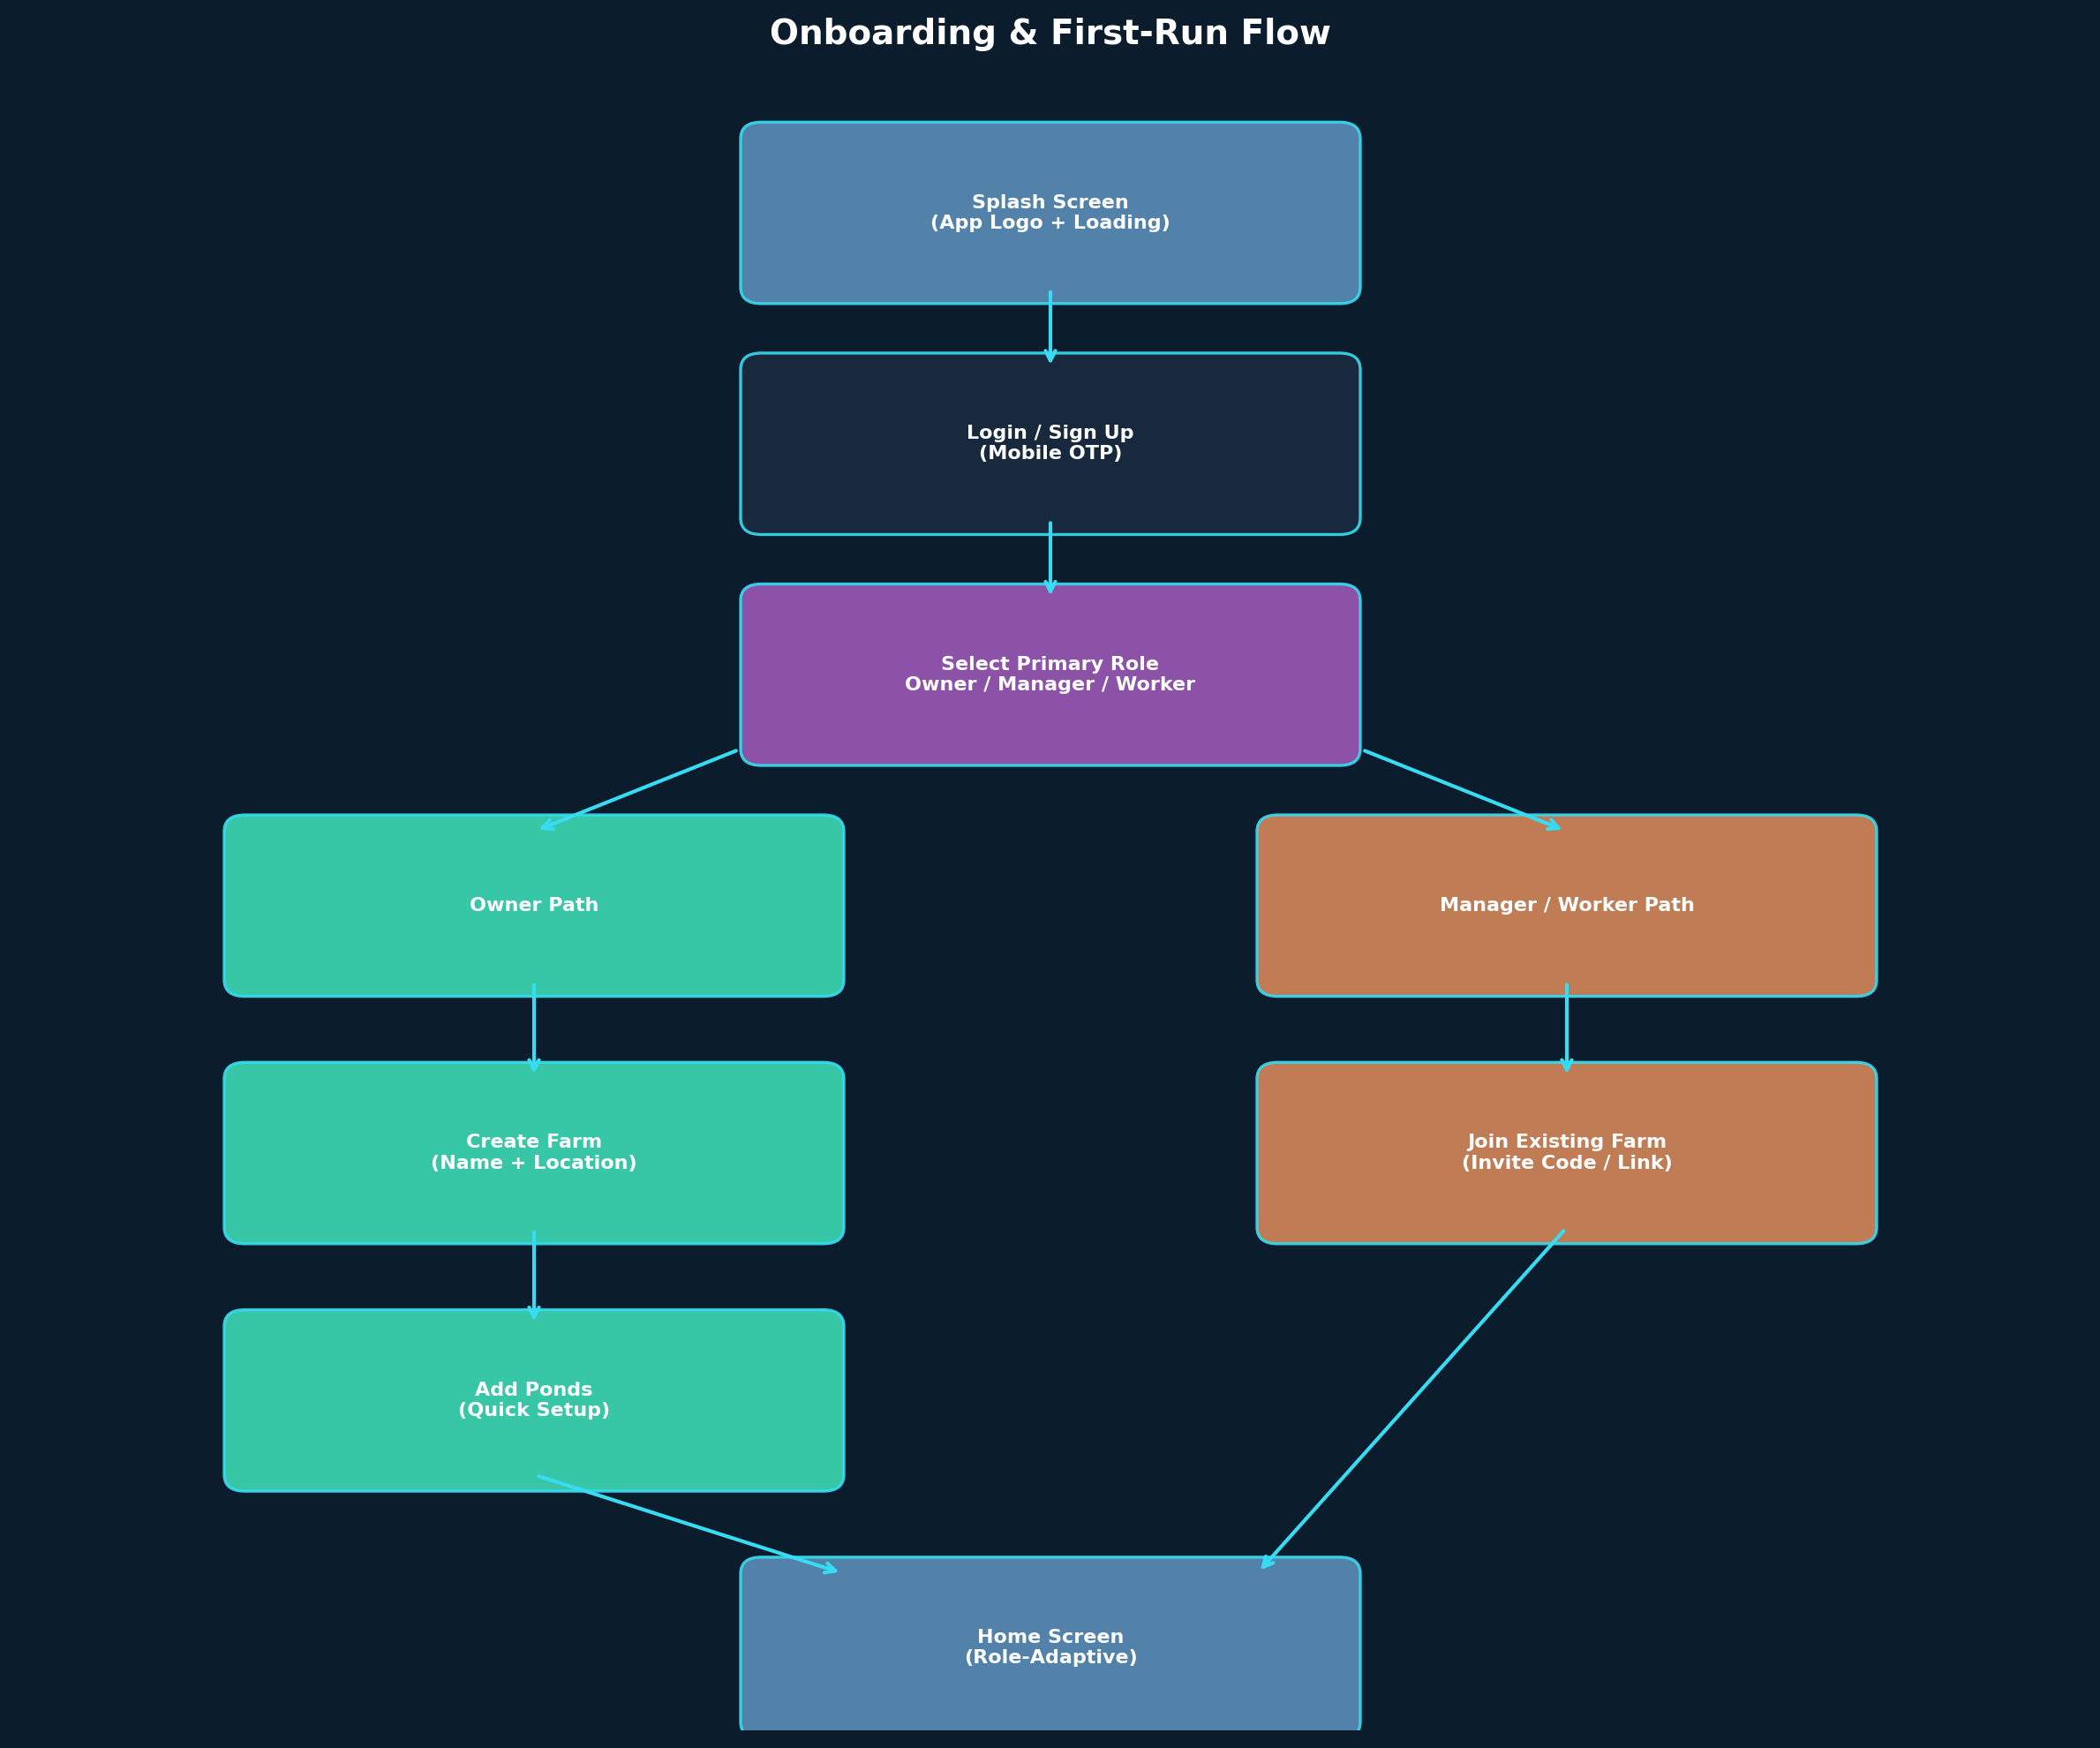 Onboarding & First-Run Flow
Splash Screen
(App Logo + Loading)
Login / Sign Up
(Mobile OTP)
Select Primary Role
Owner / Manager / Worker
Owner Path
Manager / Worker Path
Create Farm
(Name + Location)
Join Existing Farm
(Invite Code / Link)
Add Ponds
(Quick Setup)
Home Screen
(Role-Adaptive)